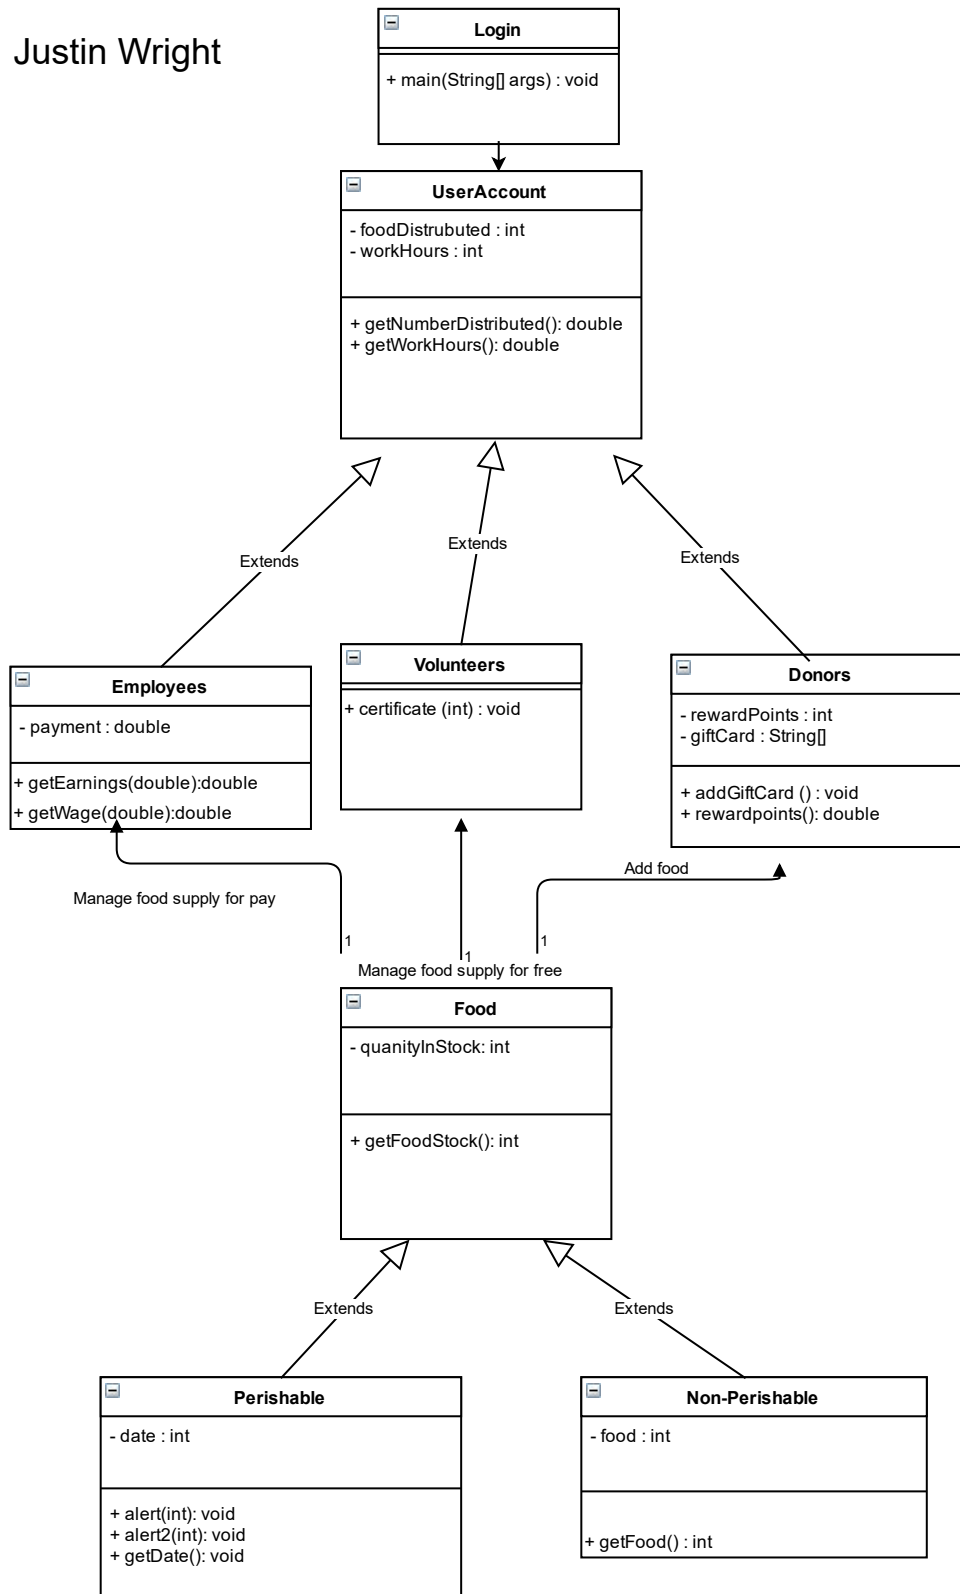 Justin Wright
Login
+ main(String[] args) : void
UserAccount
- foodDistrubuted : int
- workHours : int
+ getNumberDistributed(): double
+ getWorkHours(): double
Extends
Extends
Extends
Employees
- payment : double
+ getEarnings(double):double
+ getWage(double):double
Volunteers
+ certificate (int) : void
Donors
- rewardPoints : int
- giftCard : String[]
+ addGiftCard () : void
+ rewardpoints(): double
Manage food supply for pay
1
1
Manage food supply for free
Add food
1
Food
- quanityInStock: int
+ getFoodStock(): int
Extends
Extends
Perishable
- date : int
+ alert(int): void
+ alert2(int): void
+ getDate(): void
Non-Perishable
- food : int
+ getFood() : int